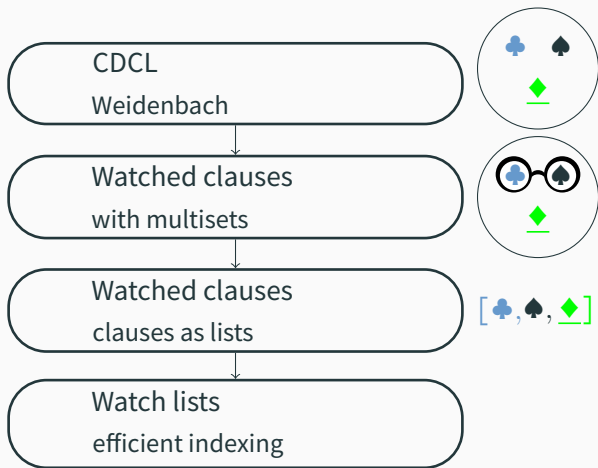 CDCL
Weidenbach
♣ ♠
♦
Watched clauses
with multisets
♣ ♠
♦
Watched clauses
clauses as lists
[♣,♠,♦]
Watch lists
efficient indexing